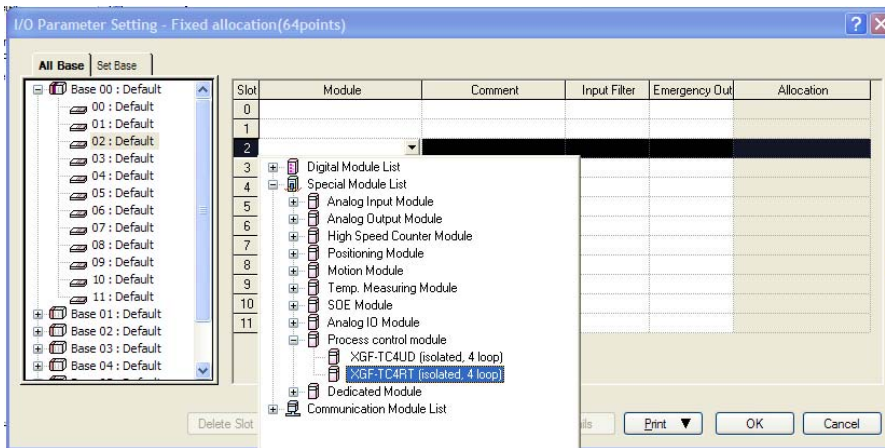 I/O Parameter Setting - Fixed allocation(64points)
All Base
Set Base
Base 00 : Default
00 : Default
01 : Default
02 : Default
03 : Default
04 : Default
05 : Default
06 : Default
07 : Default
08 : Default
09 : Default
10 : Default
11 : Default
Base 01 : Default
Base 02 : Default
Base 03 : Default
Base 04 : Default
Slot Module Comment Input Filter Emergency Out Allocation
0
1
2
3
4
5
6
7
8
9
10
11
Digital Module List
Special Module List
Analog Input Module
Analog Output Module
High Speed Counter Module
Positioning Module
Motion Module
Temp. Measuring Module
SOE Module
Analog IO Module
Process control module
XGF-TC4UD (isolated, 4 loop)
XGF-TC4RT (isolated, 4 loop)
Dedicated Module
Communication Module List
Delete Slot
Print
OK
Cancel